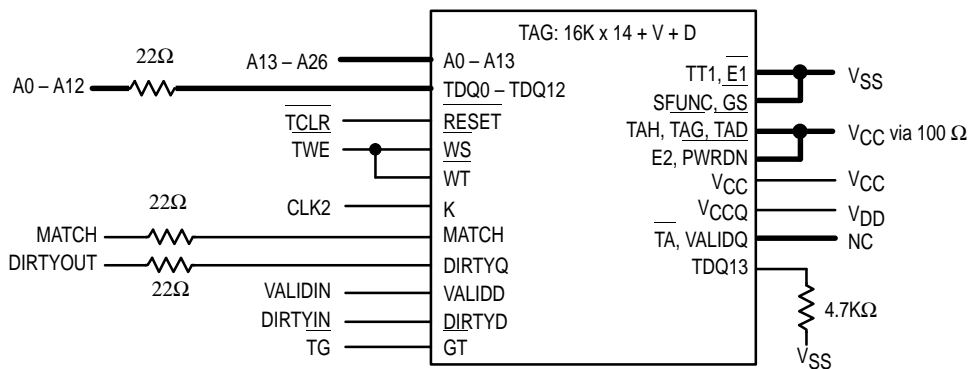 TAG: 16K x 14 + V + D
22Ω
A13 – A26
A0 – A13
A0 – A12
TDQ0 – TDQ12
TCLR
RESET
TWE
WS
WT
CLK2
K
22Ω
MATCH
MATCH
DIRTYOUT
DIRTYQ
22Ω
VALIDIN
VALIDD
DIRTYIN
DIRTYD
TG
GT
TT1, E1
VSS
SFUNC, GS
TAH, TAG, TAD
VCC via 100 Ω
E2, PWRDN
VCC
VCC
VCCQ
VDD
TA, VALIDQ
NC
TDQ13
4.7KΩ
VSS